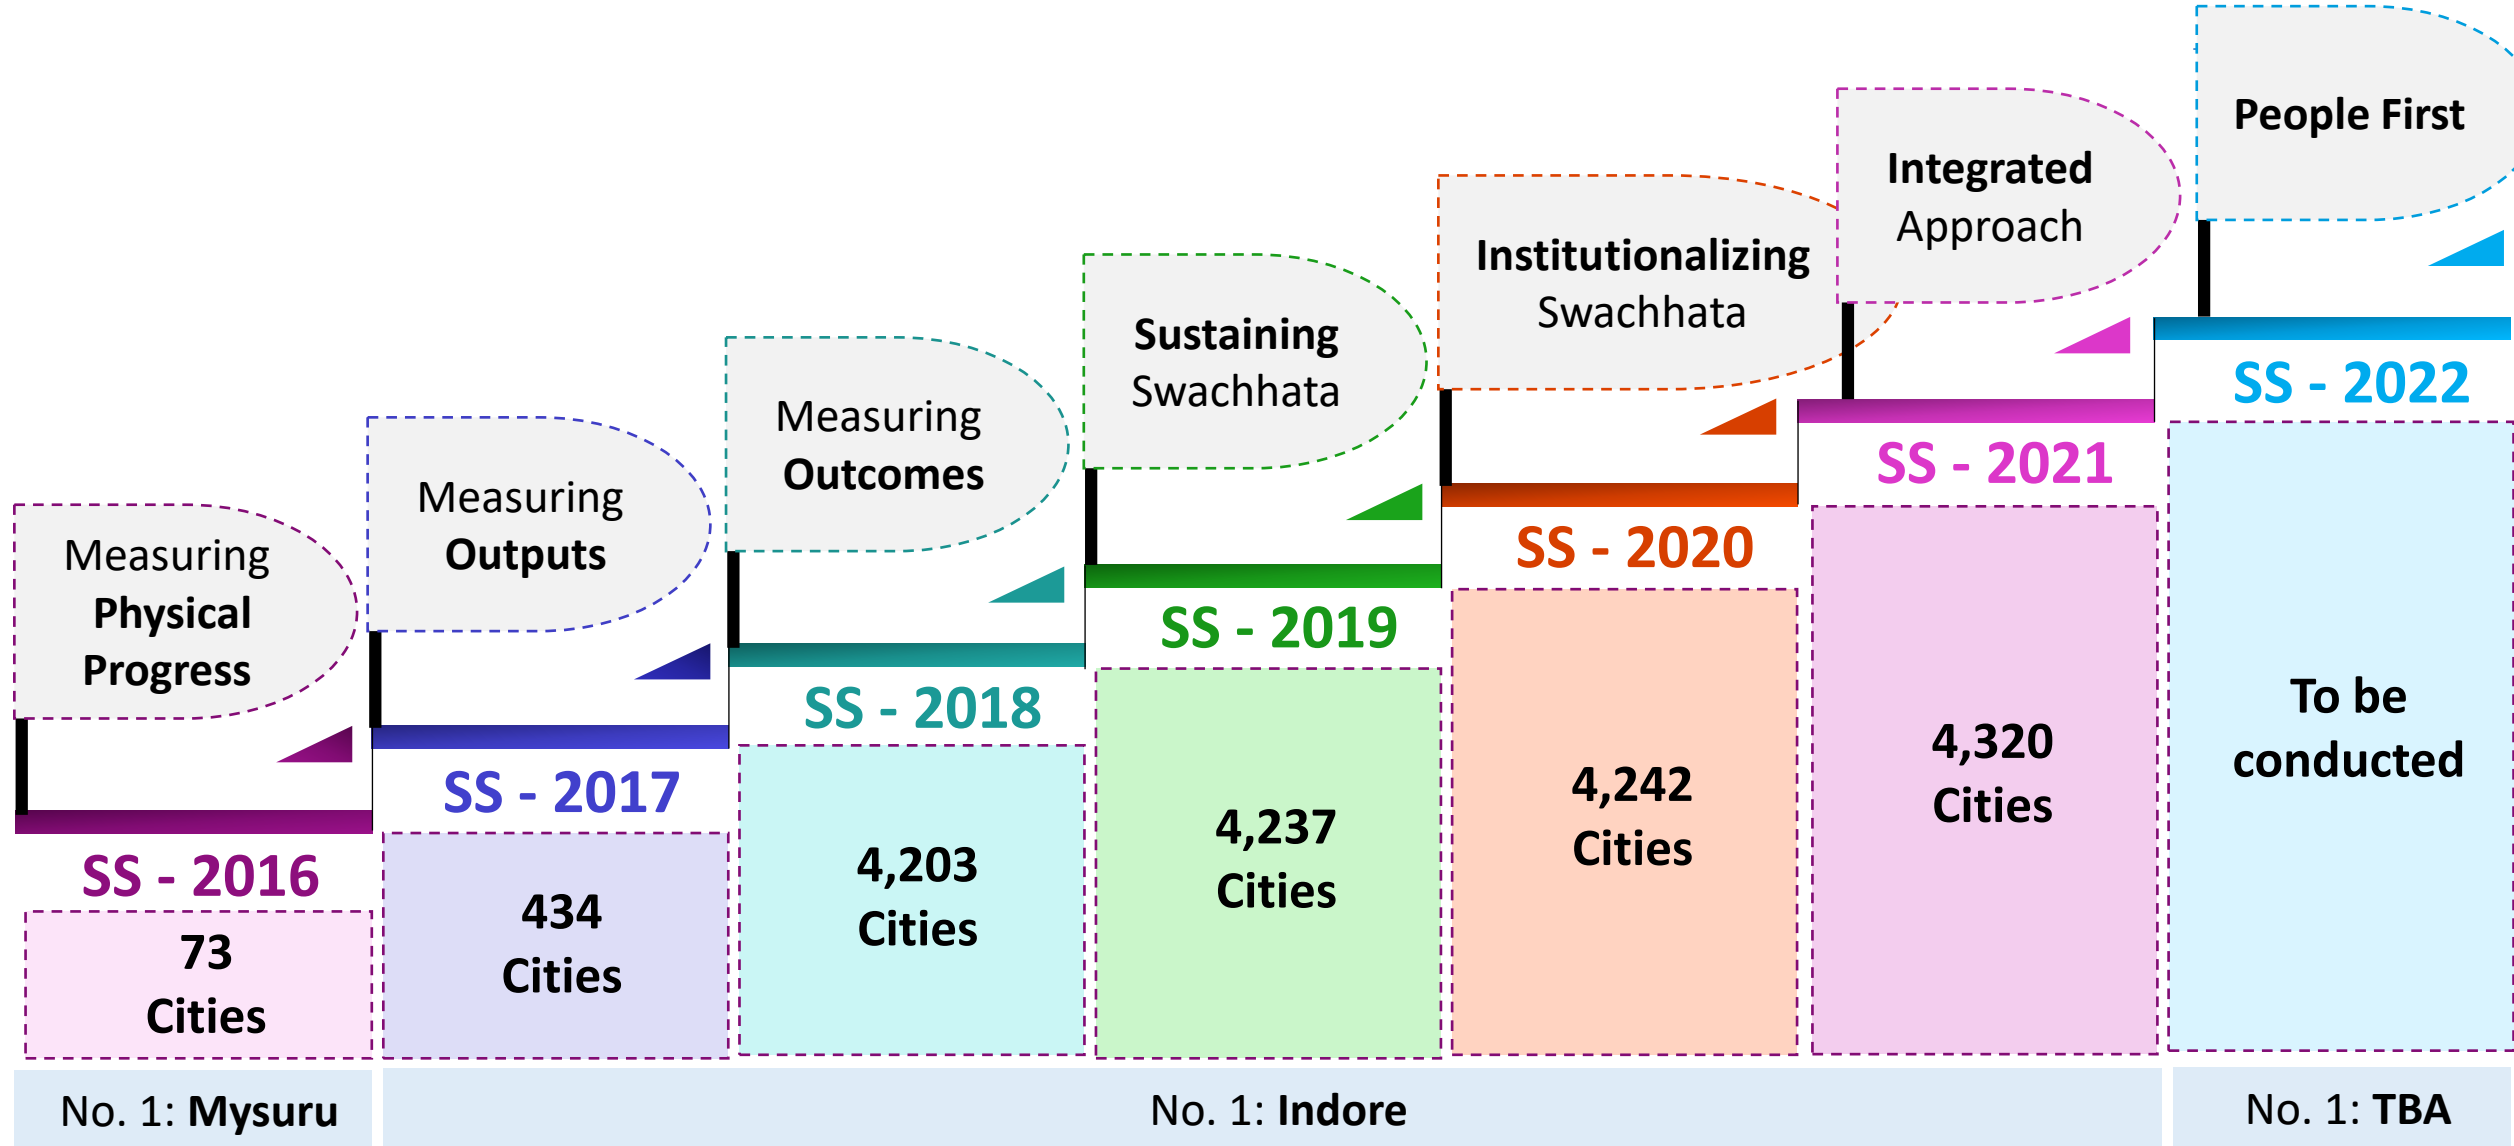 Measuring
Physical
Progress
SS - 2016
73
Cities
Measuring
Outputs
SS - 2017
434
Cities
Measuring
Outcomes
SS - 2018
4,203
Cities
Sustaining
Swachhata
SS - 2019
4,237
Cities
Institutionalizing
Swachhata
SS - 2020
4,242
Cities
Integrated
Approach
SS - 2021
4,320
Cities
People First
SS - 2022
To be
conducted
No. 1: Mysuru
No. 1: Indore
No. 1: TBA